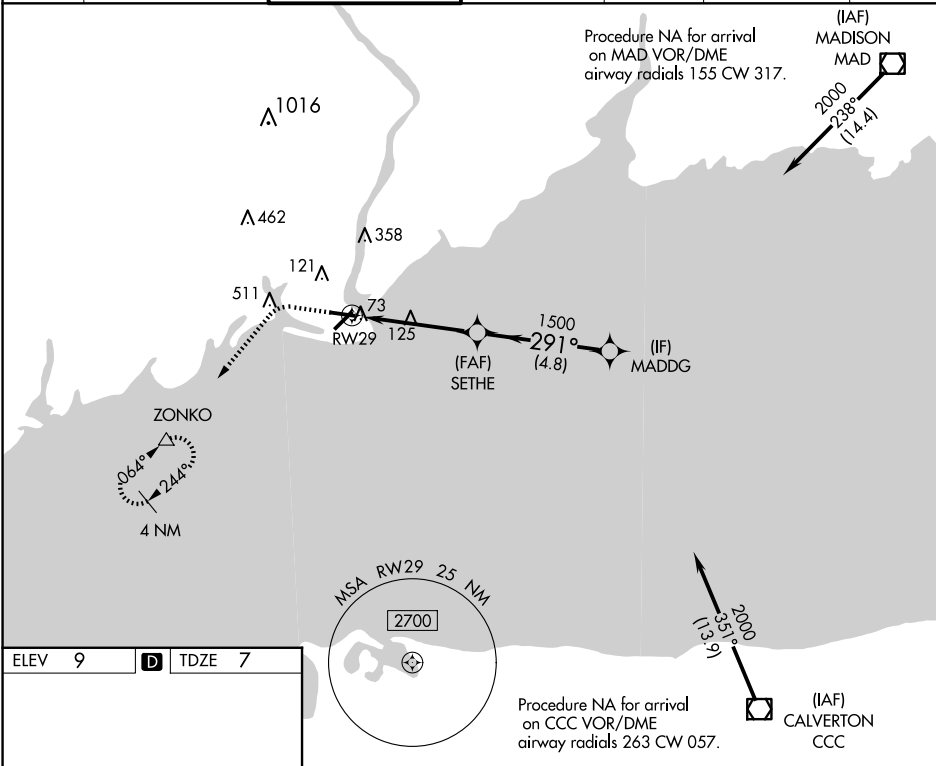 (IAF)
MADISON
MAD
Procedure NA for arrival
on MAD VOR/DME
airway radials 155 CW 317.
2000
238°
(14.4)
1016
462
358
121
511
73
125
RW29
(FAF)
SETHE
1500
291°
(4.8)
(IF)
MADDG
ZONKO
064°
244°
4 NM
MSA RW29 25 NM
2700
2000
351°
(13.9)
ELEV 9
D
TDZE 7
Procedure NA for arrival
on CCC VOR/DME
airway radials 263 CW 057.
(IAF)
CALVERTON
CCC